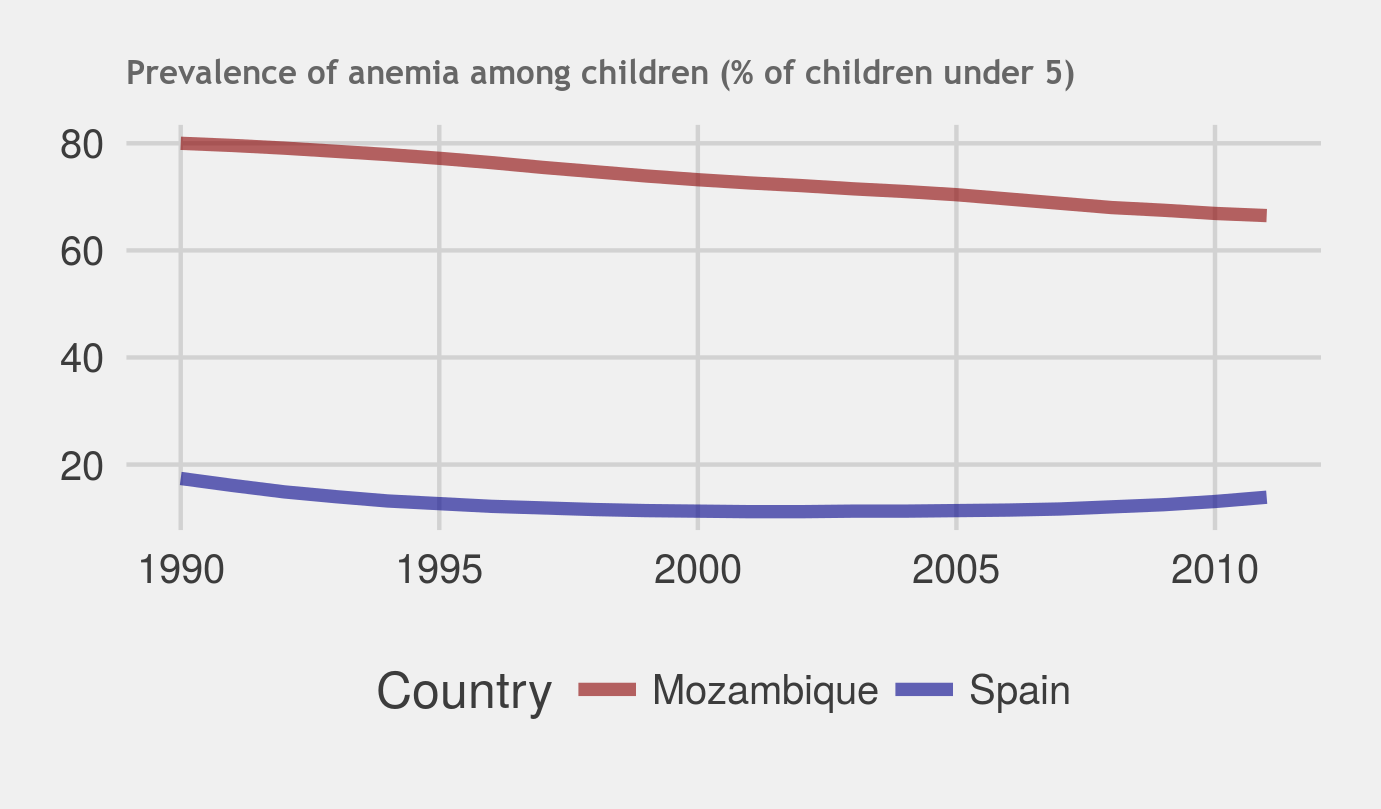 Prevalence of anemia among children (% of children under 5)
80
60
40
20
1990 1995 2000 2005 2010
Country Mozambique Spain